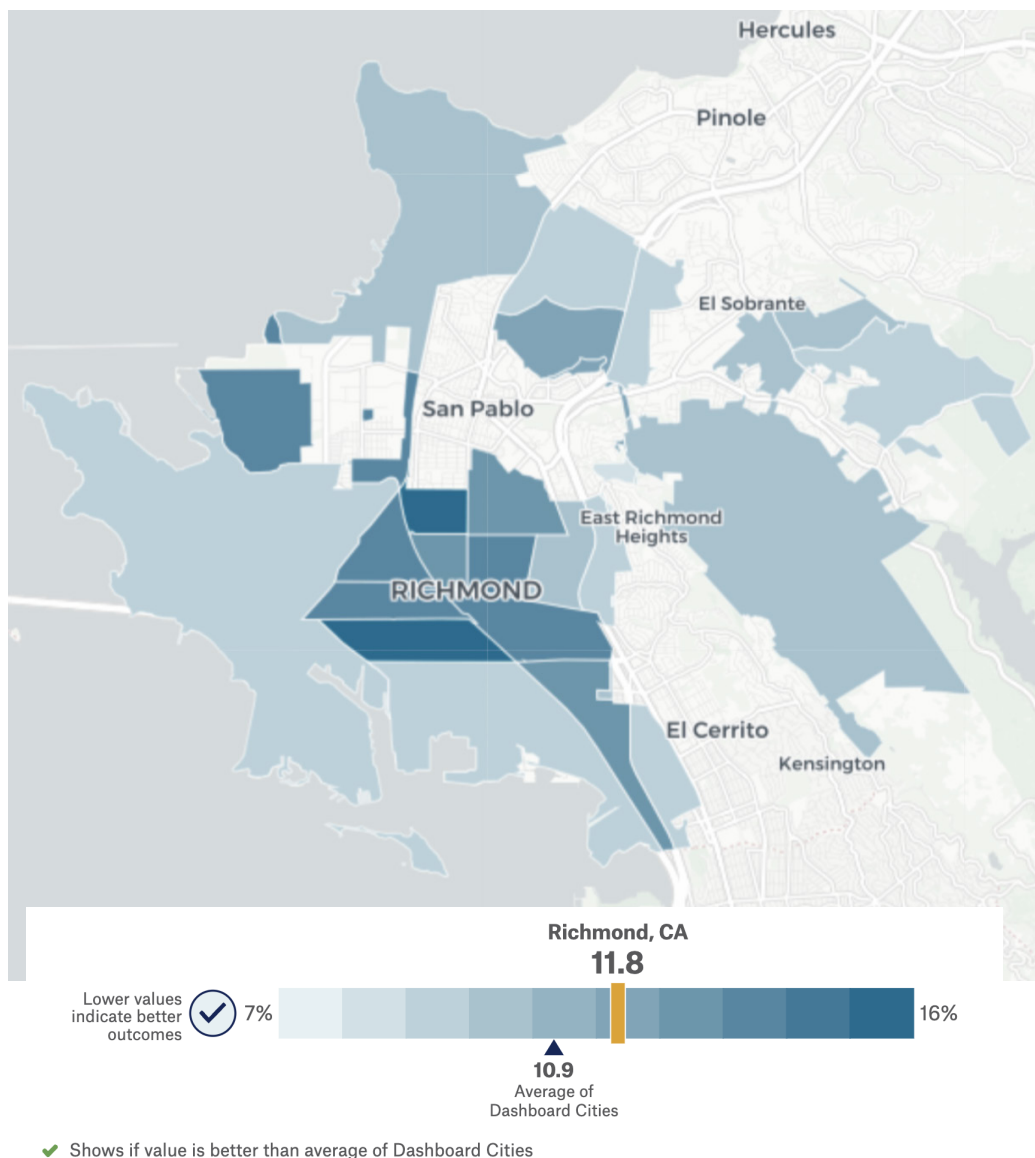 Hercules
Pinole
El Sobrante
San Pablo
East Richmond
Heights
RICHMOND
El Cerrito
Kensington
Richmond, CA
11.8
Lower values
indicate better
outcomes
7%
16%
10.9
Average of
Dashboard Cities
Shows if value is better than average of Dashboard Cities